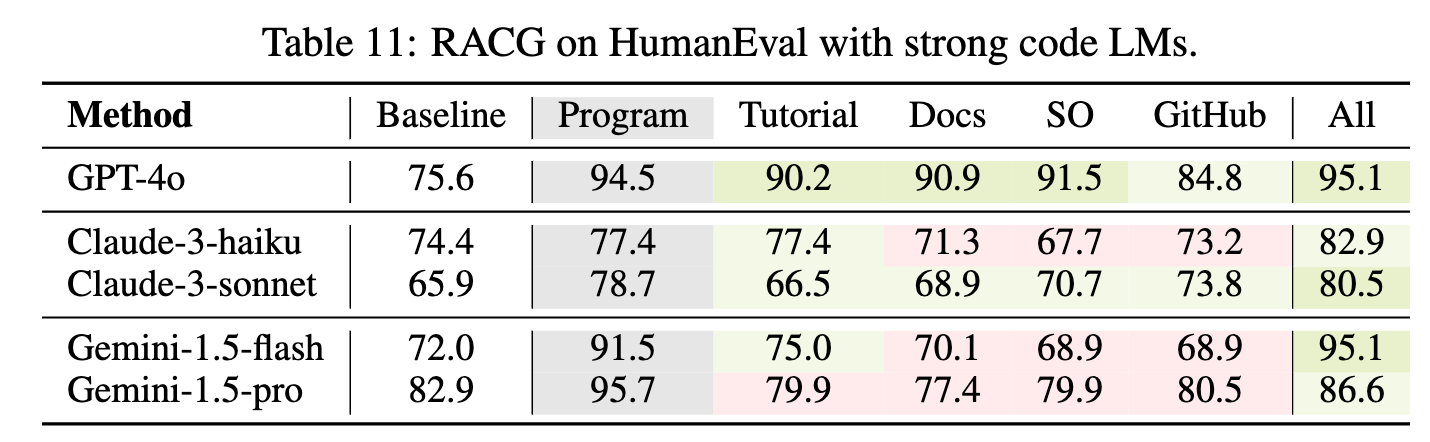 Table 11: RACG on HumanEval with strong code LMs.
Method Baseline Program Tutorial Docs SO GitHub All
GPT-4o 75.6 94.5 90.2 90.9 91.5 84.8 95.1
Claude-3-haiku 74.4 77.4 77.4 71.3 67.7 73.2 82.9
Claude-3-sonnet 65.9 78.7 66.5 68.9 70.7 73.8 80.5
Gemini-1.5-flash 72.0 91.5 75.0 70.1 68.9 68.9 95.1
Gemini-1.5-pro 82.9 95.7 79.9 77.4 79.9 80.5 86.6